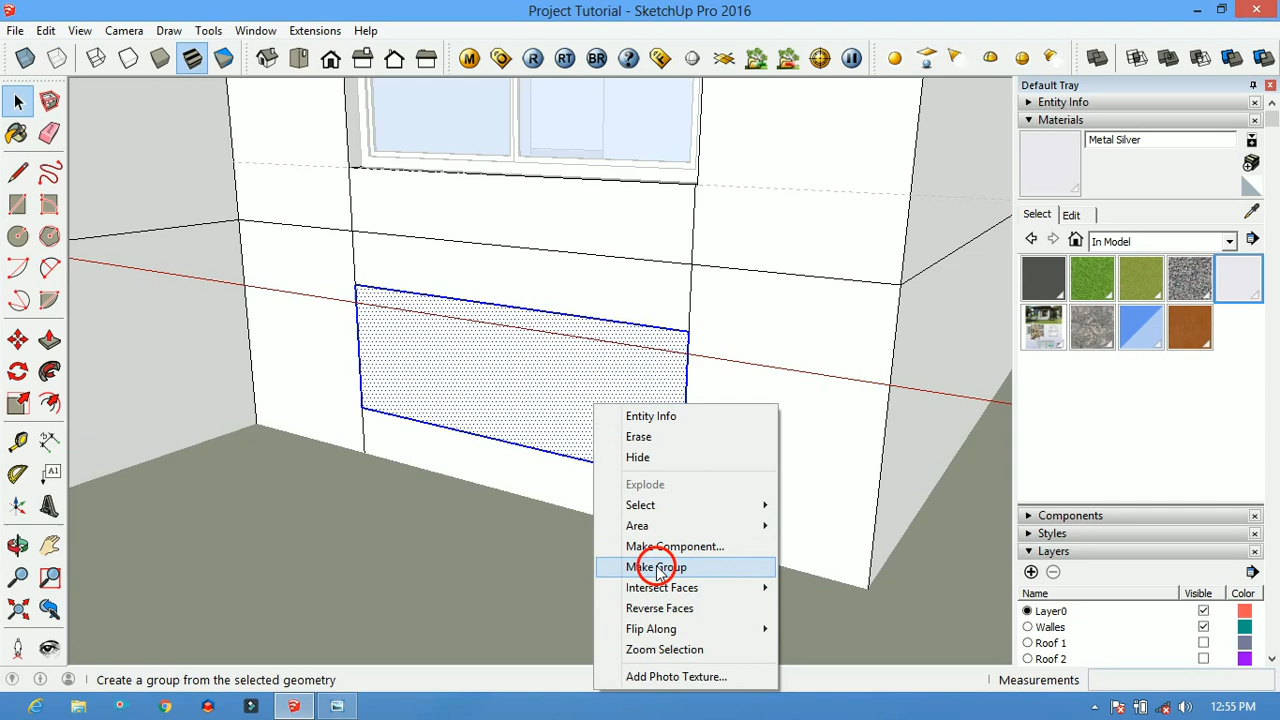 Project Tutorial - SketchUp Pro 2016
File Edit View Camera Draw Tools Window Extensions Help
M R RT BR ?
Default Tray
Entity Info
Materials
Metal Silver
Select Edit
In Model
Entity Info
Erase
Hide
Explode
Select
Area
Make Component...
Make Group
Intersect Faces
Reverse Faces
Flip Along
Zoom Selection
Add Photo Texture...
A1
Components
Styles
Layers
Name Visible Color
Layer0
Walles
Roof 1
Roof 2
Create a group from the selected geometry
Measurements
12:55 PM